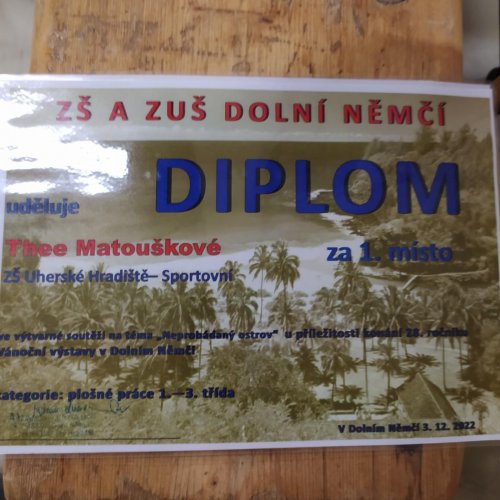 ZŠ A ZUŠ DOLNÍ NĚMČÍ
uděluje
DIPLOM
Thee Matouškové
za 1. místo
ZŠ Uherské Hradiště– Sportovní
ve výtvarné soutěži na téma „Neprobádaný ostrov“ u příležitosti konání 28. ročníku
Vánoční výstavy v Dolním Němčí
kategorie: plošné práce 1.—3. třída
V Dolním Němčí 3. 12. 2022